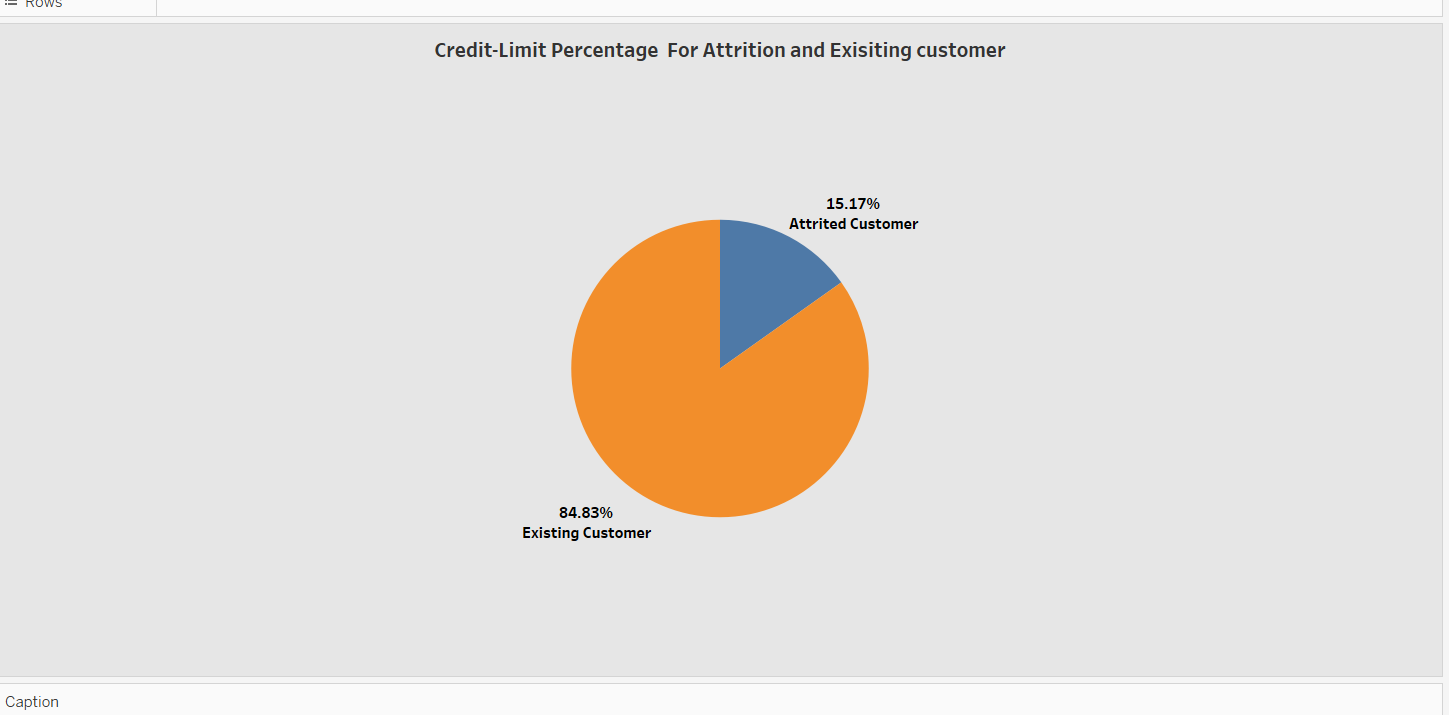 Rows
Credit-Limit Percentage  For Attrition and Exisiting customer
15.17%
Attrited Customer
84.83%
Existing Customer
Caption